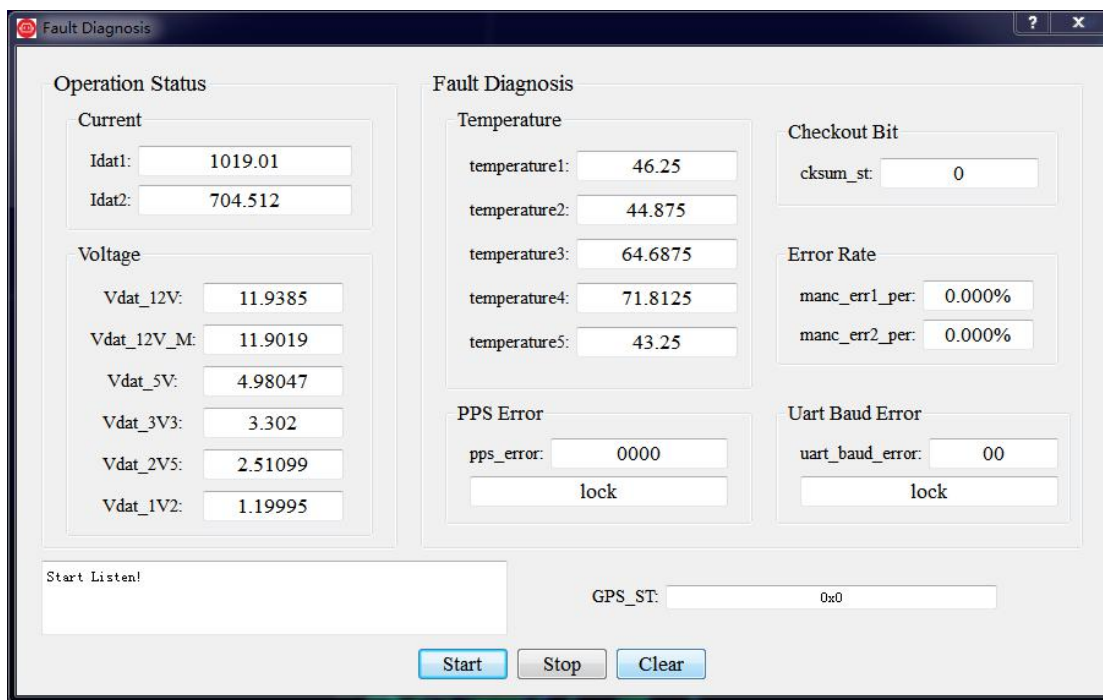 Fault Diagnosis
Operation Status
Current
Idat1: 1019.01
Idat2: 704.512
Voltage
Vdat_12V: 11.9385
Vdat_12V_M: 11.9019
Vdat_5V: 4.98047
Vdat_3V3: 3.302
Vdat_2V5: 2.51099
Vdat_1V2: 1.19995
Fault Diagnosis
Temperature
temperature1: 46.25
temperature2: 44.875
temperature3: 64.6875
temperature4: 71.8125
temperature5: 43.25
Checkout Bit
cksum_st: 0
Error Rate
manc_err1_per: 0.000%
manc_err2_per: 0.000%
PPS Error
pps_error: 0000
lock
Uart Baud Error
uart_baud_error: 00
lock
Start Listen!
GPS_ST: 0x0
Start Stop Clear